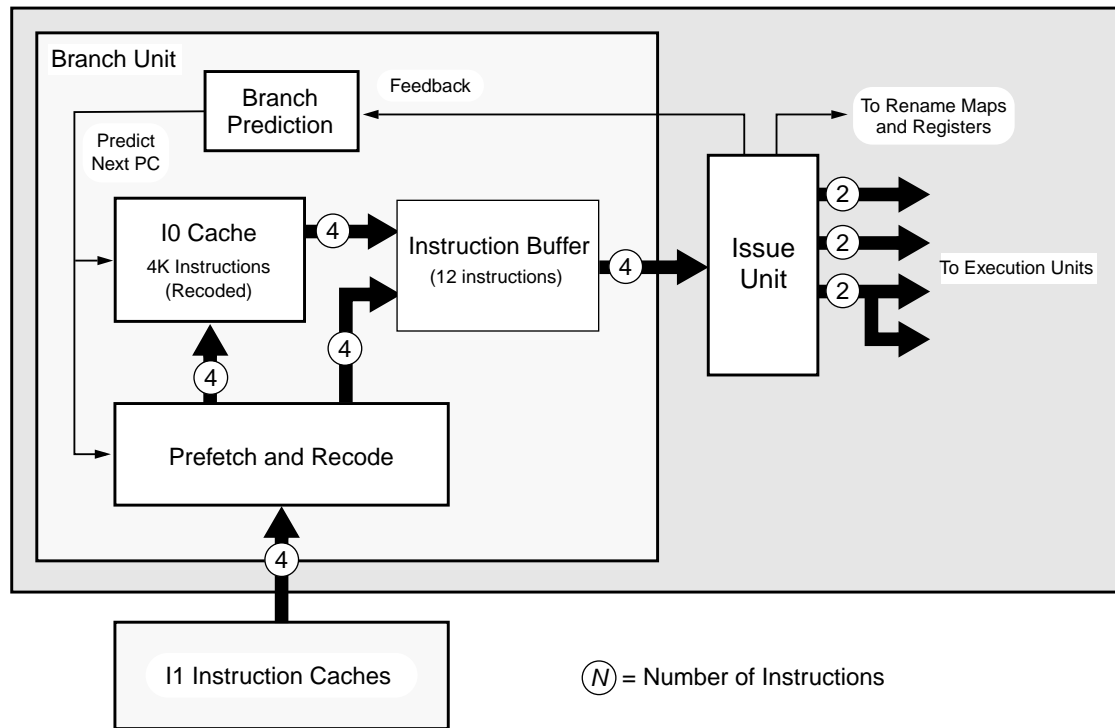 Branch Unit
Branch
Prediction
Feedback
To Rename Maps
and Registers
Predict
Next PC
I0 Cache
4K Instructions
(Recoded)
4
Instruction Buffer
(12 instructions)
4
Issue
Unit
2
2
2
To Execution Units
4
4
Prefetch and Recode
4
I1 Instruction Caches
N = Number of Instructions